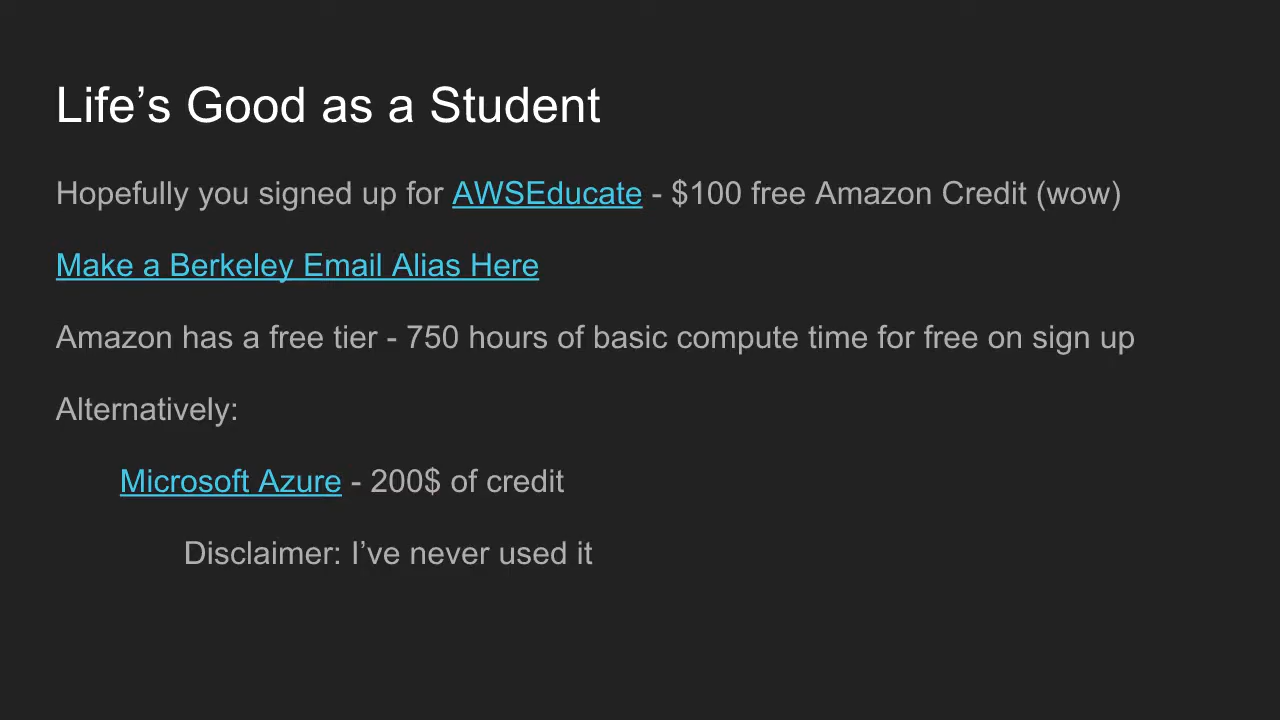 Life’s Good as a Student
Hopefully you signed up for AWSEducate - $100 free Amazon Credit (wow)
Make a Berkeley Email Alias Here
Amazon has a free tier - 750 hours of basic compute time for free on sign up
Alternatively:
Microsoft Azure - 200$ of credit
Disclaimer: I’ve never used it